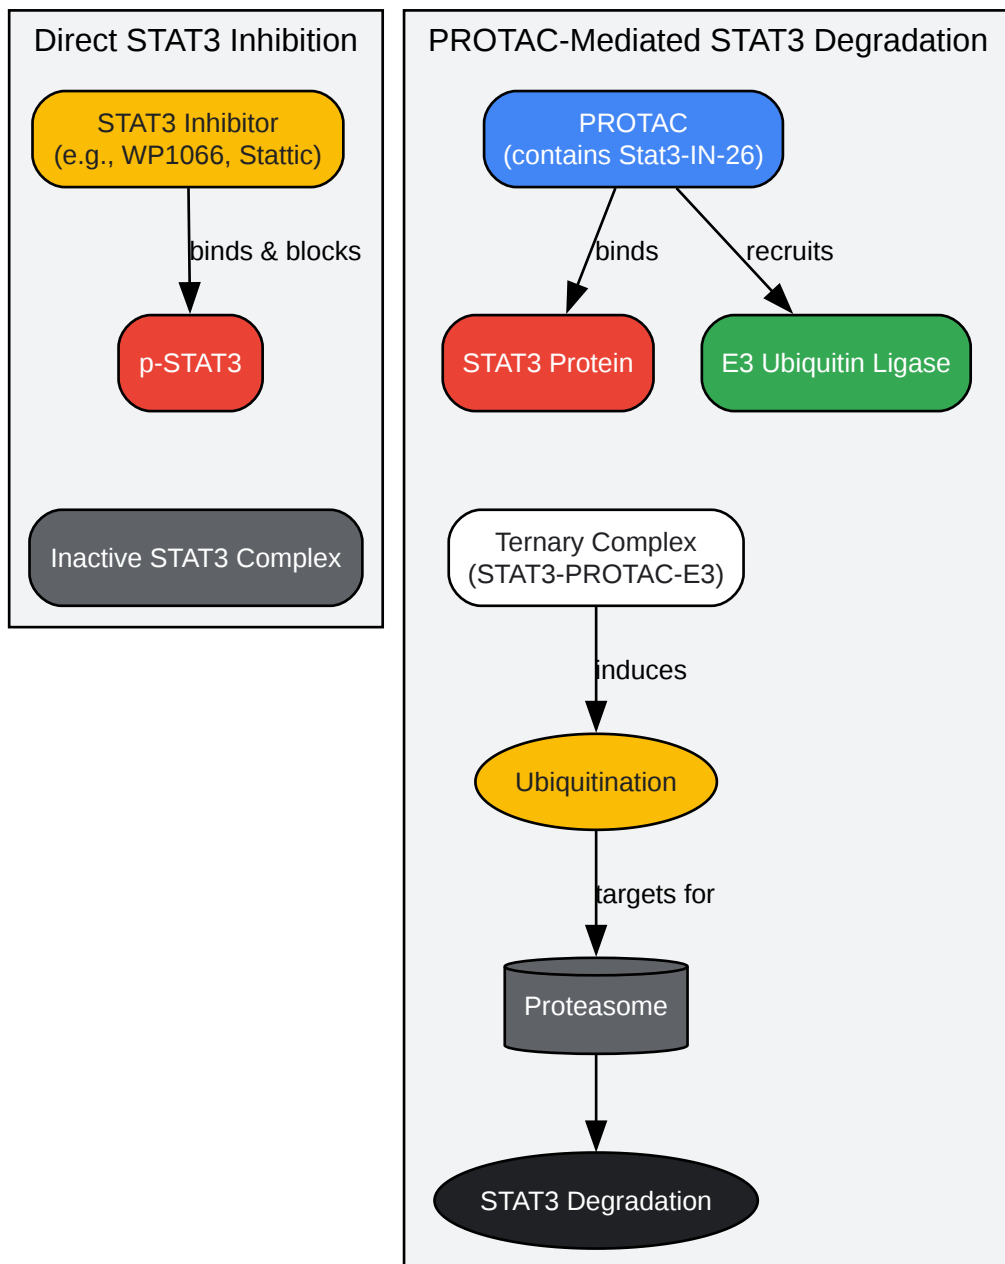 Direct STAT3 Inhibition
STAT3 Inhibitor
(e.g., WP1066, Stattic)
binds & blocks
p-STAT3
Inactive STAT3 Complex
PROTAC-Mediated STAT3 Degradation
PROTAC
(contains Stat3-IN-26)
binds
recruits
STAT3 Protein
E3 Ubiquitin Ligase
Ternary Complex
(STAT3-PROTAC-E3)
induces
Ubiquitination
targets for
Proteasome
STAT3 Degradation